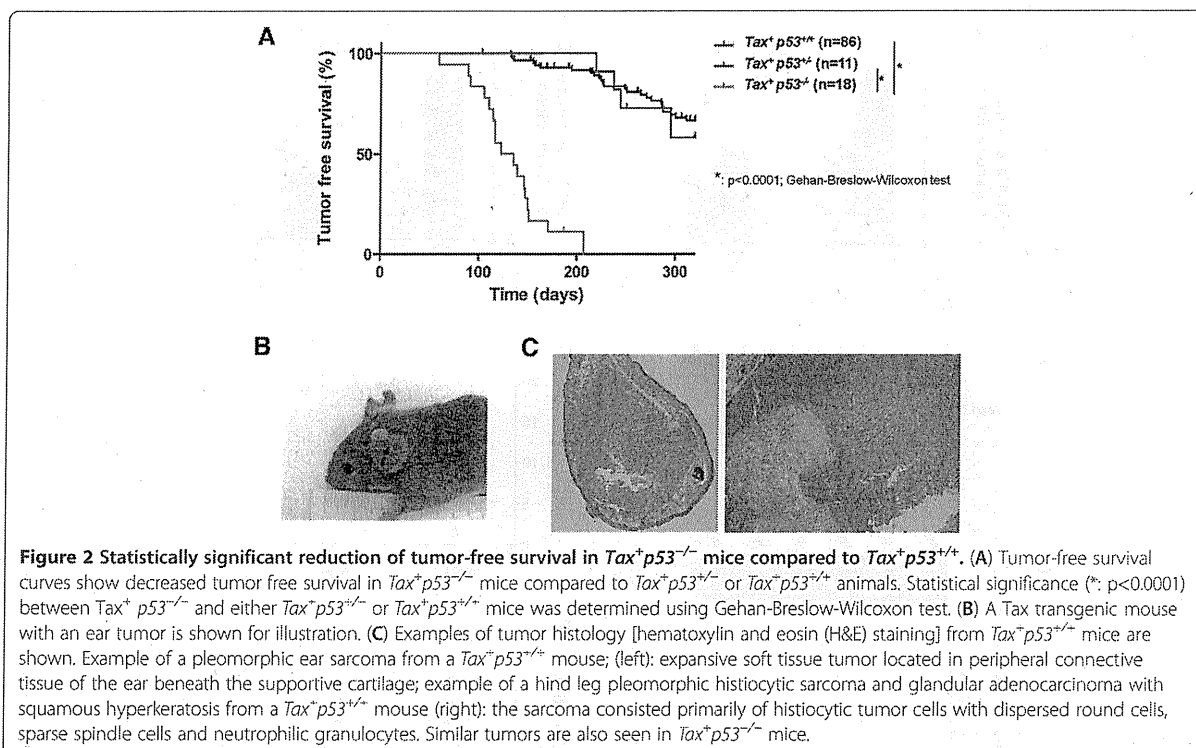 A
100
50
0
Tumor free survival (%)
0 100 200 300
Time (days)
Tax⁺ p53⁺/⁺ (n=86)
Tax⁺ p53⁺/⁻ (n=11)
Tax⁺ p53⁻/⁻ (n=18)
*
*
*: p<0.0001; Gehan-Breslow-Wilcoxon test
B
C
Figure 2 Statistically significant reduction of tumor-free survival in Tax⁺p53⁻/⁻ mice compared to Tax⁺p53⁺/⁺. (A) Tumor-free survival
curves show decreased tumor free survival in Tax⁺p53⁻/⁻ mice compared to Tax⁺p53⁺/⁻ or Tax⁺p53⁺/⁺ animals. Statistical significance (*: p<0.0001)
between Tax⁺ p53⁻/⁻ and either Tax⁺p53⁺/⁻ or Tax⁺p53⁺/⁺ mice was determined using Gehan-Breslow-Wilcoxon test. (B) A Tax transgenic mouse
with an ear tumor is shown for illustration. (C) Examples of tumor histology [hematoxylin and eosin (H&E) staining] from Tax⁺p53⁺/⁺ mice are
shown. Example of a pleomorphic ear sarcoma from a Tax⁺p53⁺/⁺ mouse; (left): expansive soft tissue tumor located in peripheral connective
tissue of the ear beneath the supportive cartilage; example of a hind leg pleomorphic histiocytic sarcoma and glandular adenocarcinoma with
squamous hyperkeratosis from a Tax⁺p53⁺/⁺ mouse (right): the sarcoma consisted primarily of histiocytic tumor cells with dispersed round cells,
sparse spindle cells and neutrophilic granulocytes. Similar tumors are also seen in Tax⁺p53⁻/⁻ mice.